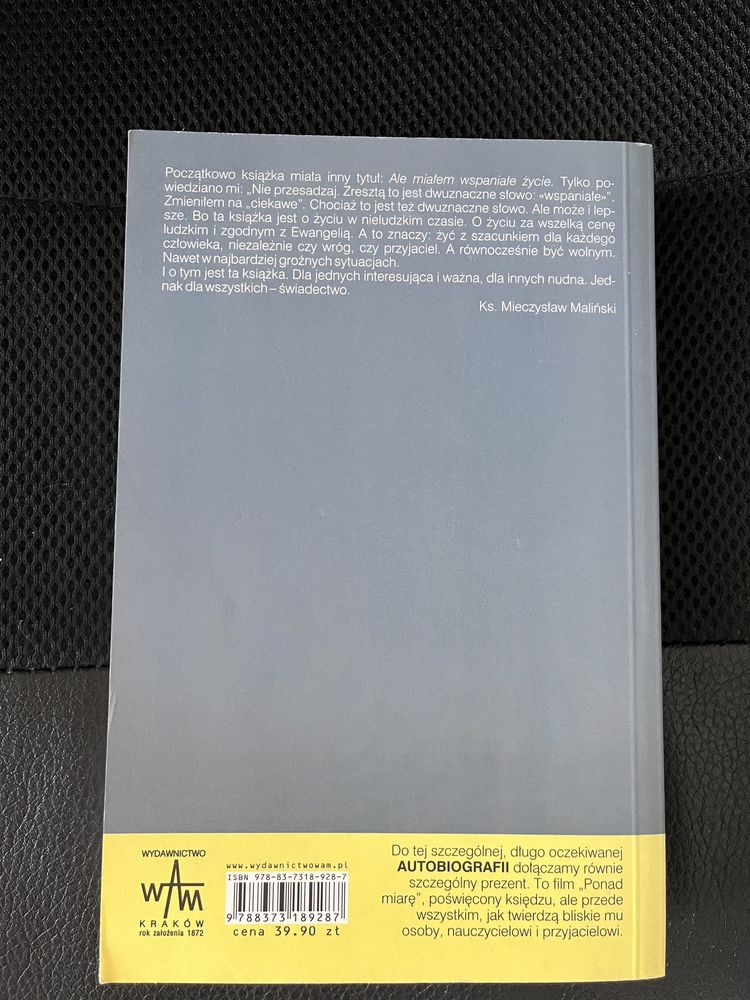 Początkowo książka miała inny tytuł: Ale miałem wspaniałe życie. Tylko po-
wiedziano mi: „Nie przesadzaj. Zresztą to jest dwuznaczne słowo: «wspaniałe»”.
Zmieniłem na „ciekawe”. Chociaż to jest też dwuznaczne słowo. Ale może i lep-
sze. Bo ta książka jest o życiu w nieludzkim czasie. O życiu za wszelką cenę
ludzkim i zgodnym z Ewangelią. A to znaczy: żyć z szacunkiem dla każdego
człowieka, niezależnie czy wróg, czy przyjaciel. A równocześnie być wolnym.
Nawet w najbardziej groźnych sytuacjach.
I o tym jest ta książka. Dla jednych interesująca i ważna, dla innych nudna. Jed-
nak dla wszystkich – świadectwo.
Ks. Mieczysław Maliński
WYDAWNICTWO
WAM
KRAKÓW
rok założenia 1872
www.wydawnictwowam.pl
ISBN 978-83-7318-928-7
9 788373 189287
cena 39.90 zł
Do tej szczególnej, długo oczekiwanej
AUTOBIOGRAFII dołączamy równie
szczególny prezent. To film „Ponad
miarę”, poświęcony księdzu, ale przede
wszystkim, jak twierdzą bliskie mu
osoby, nauczycielowi i przyjacielowi.